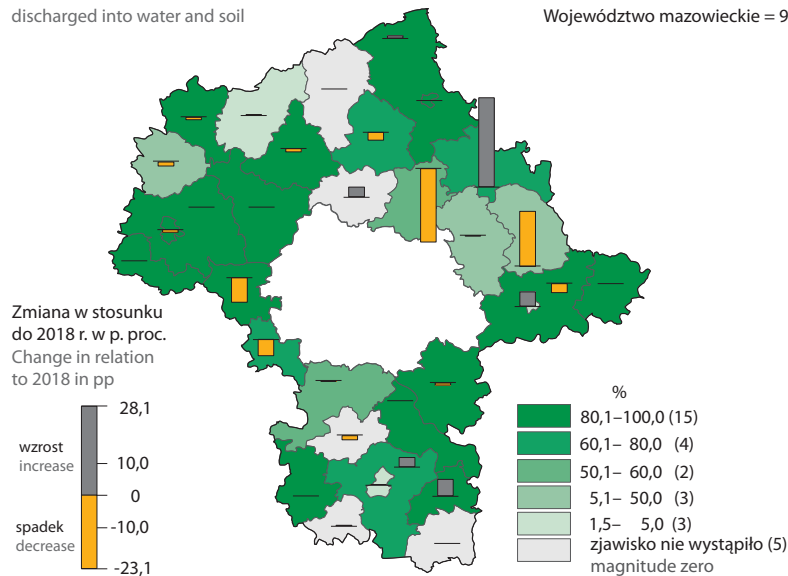 discharged into water and soil
Województwo mazowieckie = 9
Zmiana w stosunku
do 2018 r. w p. proc.
Change in relation
to 2018 in pp
28,1
wzrost
increase
10,0
0
spadek
decrease
-10,0
-23,1
%
80,1–100,0 (15)
60,1– 80,0 (4)
50,1– 60,0 (2)
5,1– 50,0 (3)
1,5– 5,0 (3)
zjawisko nie wystąpiło (5)
magnitude zero